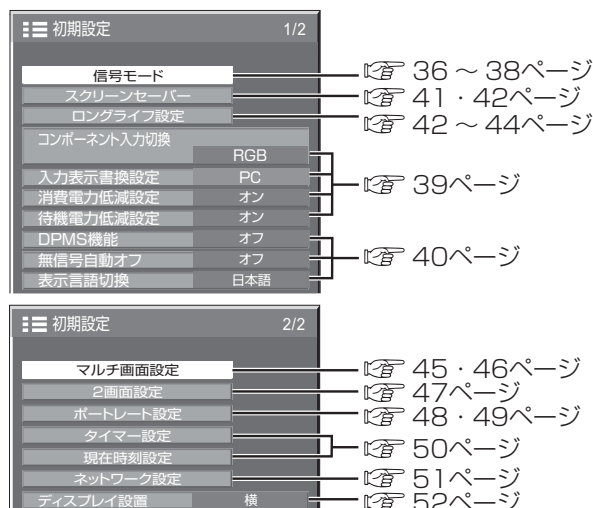 初期設定 1/2
信号モード
36 ～ 38ページ
スクリーンセーバー
41・42ページ
ロングライフ設定
42 ～ 44ページ
コンポーネント入力切換
RGB
入力表示書換設定 PC
39ページ
消費電力低減設定 オン
待機電力低減設定 オン
DPMS機能 オフ
無信号自動オフ オフ
40ページ
表示言語切換 日本語
初期設定 2/2
マルチ画面設定
45・46ページ
2画面設定
47ページ
ポートレート設定
48・49ページ
タイマー設定
50ページ
現在時刻設定
ネットワーク設定
51ページ
ディスプレイ設置 横
52ページ